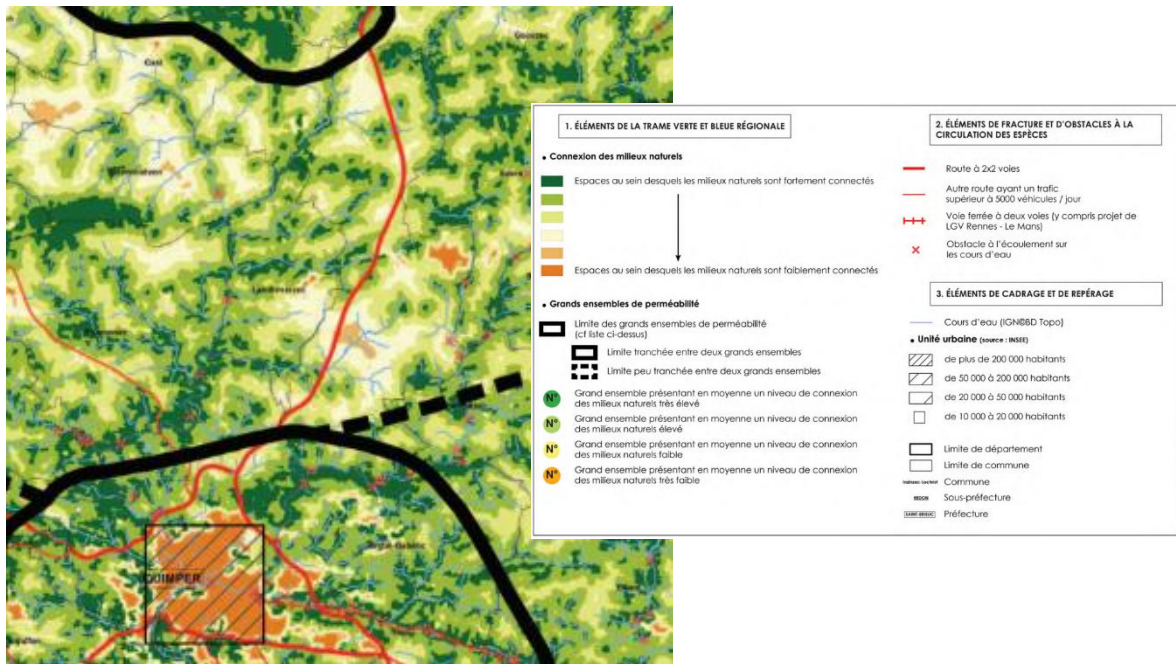 Gouézec
Cast
Landrévarzec
QUIMPER
1. ÉLÉMENTS DE LA TRAME VERTE ET BLEUE RÉGIONALE
• Connexion des milieux naturels
Espaces au sein desquels les milieux naturels sont fortement connectés
Espaces au sein desquels les milieux naturels sont faiblement connectés
• Grands ensembles de perméabilité
Limite des grands ensembles de perméabilité
(cf liste ci-dessus)
Limite tranchée entre deux grands ensembles
Limite peu tranchée entre deux grands ensembles
N° Grand ensemble présentant en moyenne un niveau de connexion
des milieux naturels très élevé
N° Grand ensemble présentant en moyenne un niveau de connexion
des milieux naturels élevé
N° Grand ensemble présentant en moyenne un niveau de connexion
des milieux naturels faible
N° Grand ensemble présentant en moyenne un niveau de connexion
des milieux naturels très faible
2. ÉLÉMENTS DE FRACTURE ET D'OBSTACLES À LA
CIRCULATION DES ESPÈCES
Route à 2x2 voies
Autre route ayant un trafic
supérieur à 5000 véhicules / jour
Voie ferrée à deux voies (y compris projet de
LGV Rennes - Le Mans)
Obstacle à l'écoulement sur
les cours d'eau
3. ÉLÉMENTS DE CADRAGE ET DE REPÉRAGE
Cours d'eau (IGN©BD Topo)
• Unité urbaine (source : INSEE)
de plus de 200 000 habitants
de 50 000 à 200 000 habitants
de 20 000 à 50 000 habitants
de 10 000 à 20 000 habitants
Limite de département
Limite de commune
Commune
REDON Sous-préfecture
SAINT-BRIEUC Préfecture